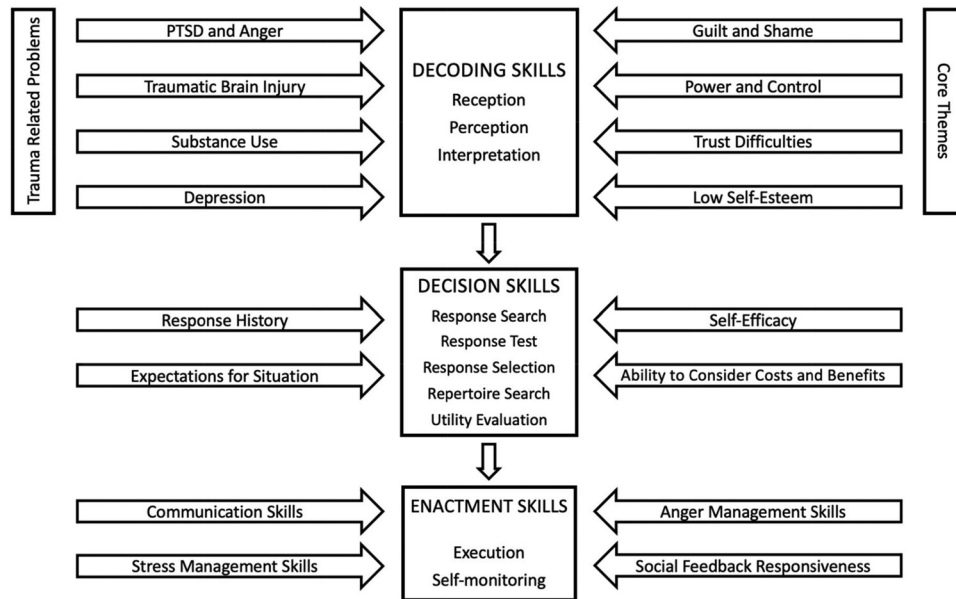 Trauma Related Problems
PTSD and Anger
Traumatic Brain Injury
Substance Use
Depression
DECODING SKILLS
Reception
Perception
Interpretation
Guilt and Shame
Power and Control
Trust Difficulties
Low Self-Esteem
Core Themes
Response History
Expectations for Situation
DECISION SKILLS
Response Search
Response Test
Response Selection
Repertoire Search
Utility Evaluation
Self-Efficacy
Ability to Consider Costs and Benefits
Communication Skills
Stress Management Skills
ENACTMENT SKILLS
Execution
Self-monitoring
Anger Management Skills
Social Feedback Responsiveness